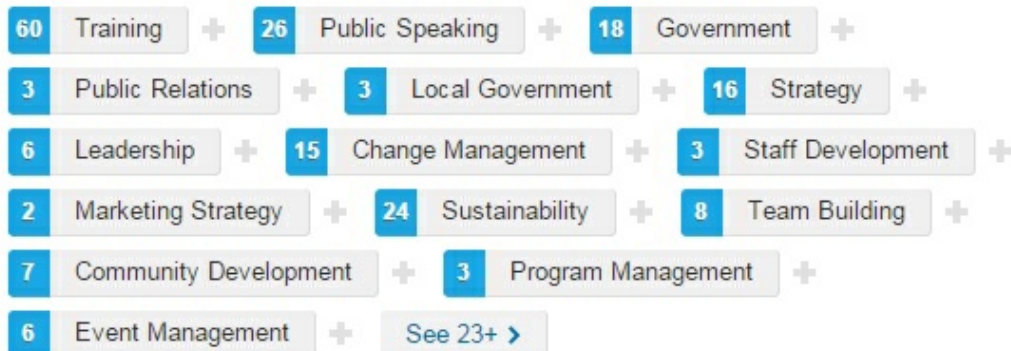 60 Training + 26 Public Speaking + 18 Government +
3 Public Relations + 3 Local Government + 16 Strategy +
6 Leadership + 15 Change Management + 3 Staff Development +
2 Marketing Strategy + 24 Sustainability + 8 Team Building +
7 Community Development + 3 Program Management +
6 Event Management + See 23+ >